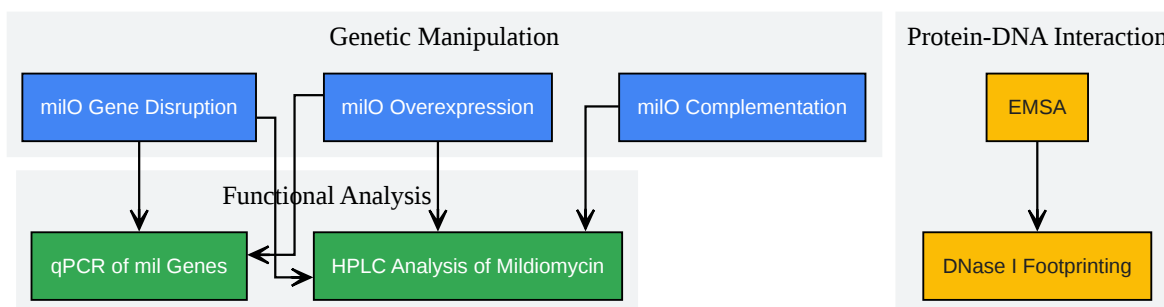 Genetic Manipulation
Protein-DNA Interaction
milO Gene Disruption
milO Overexpression
milO Complementation
EMSA
Functional Analysis
qPCR of mil Genes
HPLC Analysis of Mildiomycin
DNase I Footprinting